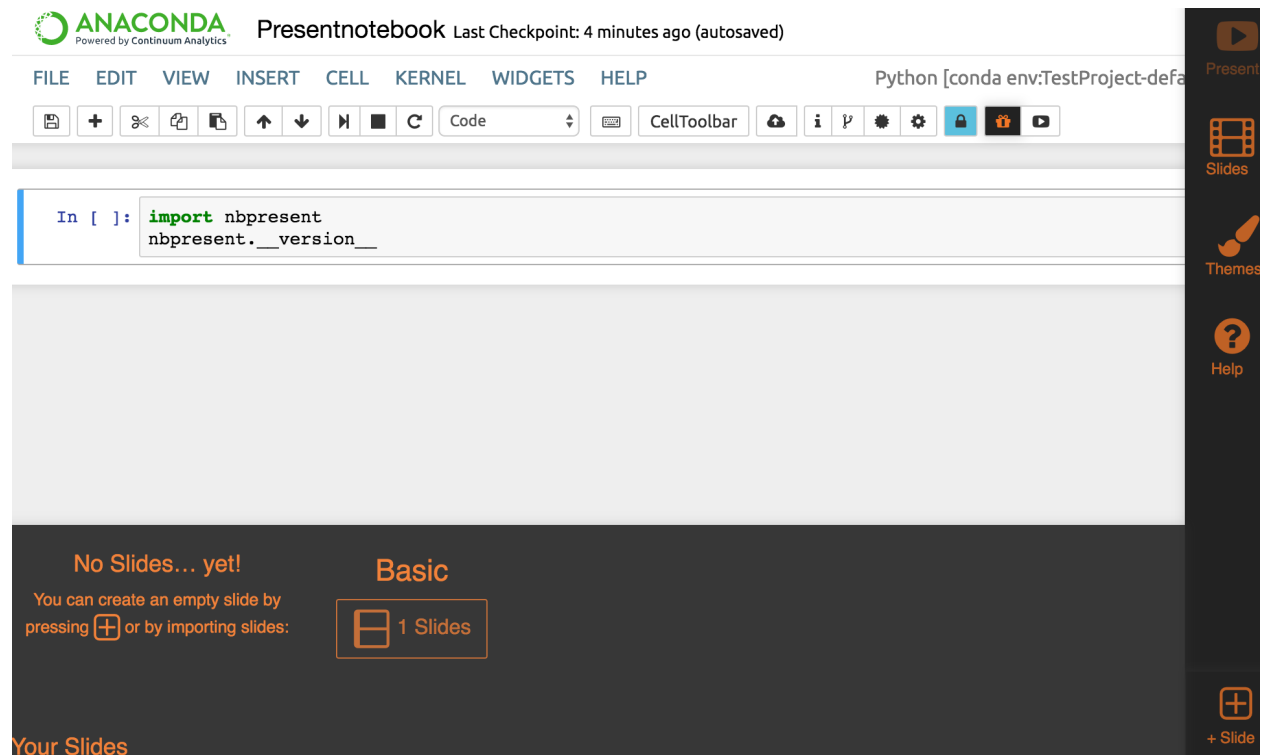 ANACONDA
Powered by Continuum Analytics
Presentnotebook Last Checkpoint: 4 minutes ago (autosaved)
FILE EDIT VIEW INSERT CELL KERNEL WIDGETS HELP
Python [conda env:TestProject-defa
Code
CellToolbar
In [ ]: import nbpresent
nbpresent.__version__
Present
Slides
Themes
Help
No Slides... yet!
You can create an empty slide by
pressing or by importing slides:
Basic
1 Slides
Your Slides
+ Slide